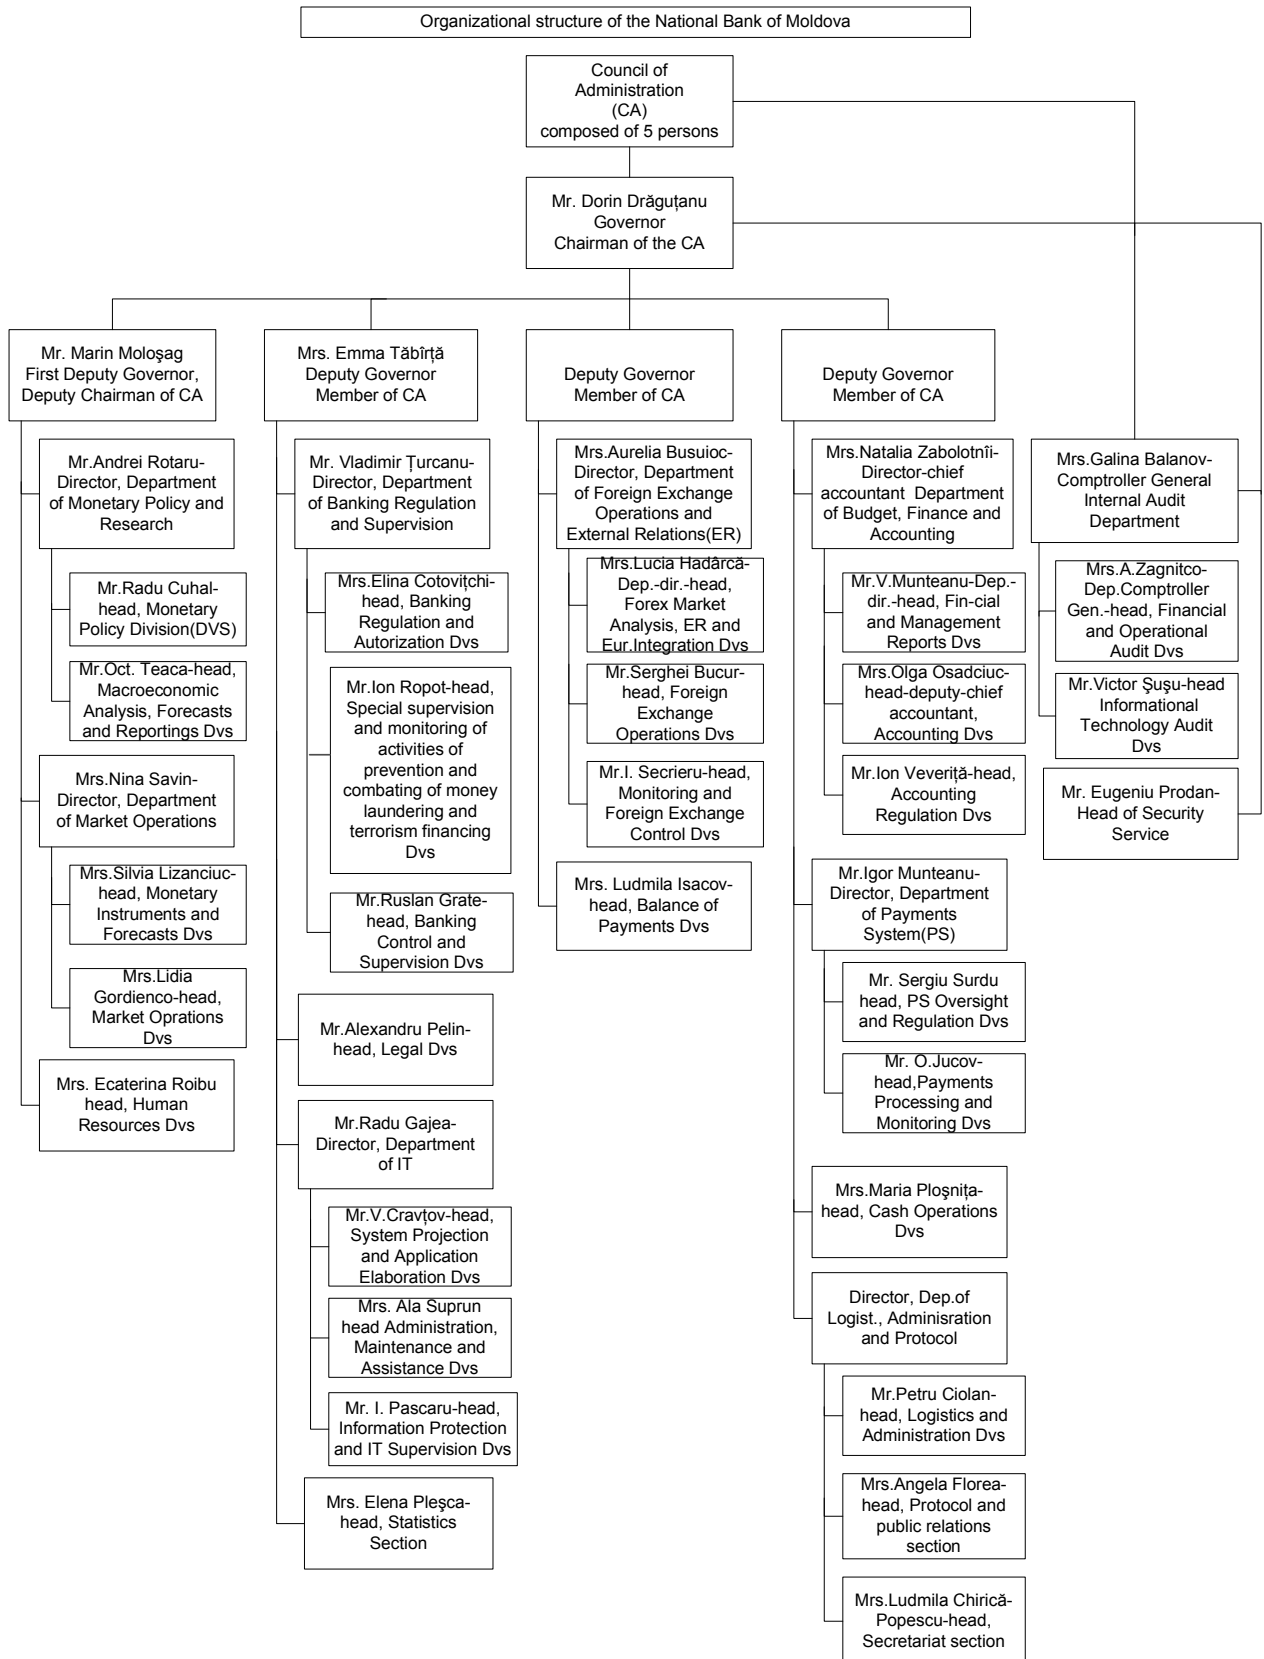 Organizational structure of the National Bank of Moldova
Council of
Administration
(CA)
composed of 5 persons
Mr. Dorin Drăguţanu
Governor
Chairman of the CA
Mr. Marin Moloşag
First Deputy Governor,
Deputy Chairman of CA
Mr.Andrei Rotaru-
Director, Department
of Monetary Policy and
Research
Mr.Radu Cuhal-
head, Monetary
Policy Division(DVS)
Mr.Oct. Teaca-head,
Macroeconomic
Analysis, Forecasts
and Reportings Dvs
Mrs.Nina Savin-
Director, Department
of Market Operations
Mrs.Silvia Lizanciuc-
head, Monetary
Instruments and
Forecasts Dvs
Mrs.Lidia
Gordienco-head,
Market Oprations
Dvs
Mrs. Ecaterina Roibu
head, Human
Resources Dvs
Mrs. Emma Tăbîrţă
Deputy Governor
Member of CA
Mr. Vladimir Ţurcanu-
Director, Department
of Banking Regulation
and Supervision
Mrs.Elina Cotoviţchi-
head, Banking
Regulation and
Autorization Dvs
Mr.Ion Ropot-head,
Special supervision
and monitoring of
activities of
prevention and
combating of money
laundering and
terrorism financing
Dvs
Mr.Ruslan Grate-
head, Banking
Control and
Supervision Dvs
Mr.Alexandru Pelin-
head, Legal Dvs
Mr.Radu Gajea-
Director, Department
of IT
Mr.V.Cravţov-head,
System Projection
and Application
Elaboration Dvs
Mrs. Ala Suprun
head Administration,
Maintenance and
Assistance Dvs
Mr. I. Pascaru-head,
Information Protection
and IT Supervision Dvs
Mrs. Elena Pleşca-
head, Statistics
Section
Deputy Governor
Member of CA
Mrs.Aurelia Busuioc-
Director, Department
of Foreign Exchange
Operations and
External Relations(ER)
Mrs.Lucia Hadârcă-
Dep.-dir.-head,
Forex Market
Analysis, ER and
Eur.Integration Dvs
Mr.Serghei Bucur-
head, Foreign
Exchange
Operations Dvs
Mr.I. Secrieru-head,
Monitoring and
Foreign Exchange
Control Dvs
Mrs. Ludmila Isacov-
head, Balance of
Payments Dvs
Deputy Governor
Member of CA
Mrs.Natalia Zabolotnîi-
Director-chief
accountant Department
of Budget, Finance and
Accounting
Mr.V.Munteanu-Dep.-
dir.-head, Fin-cial
and Management
Reports Dvs
Mrs.Olga Osadciuc-
head-deputy-chief
accountant,
Accounting Dvs
Mr.Ion Veveriţă-head,
Accounting
Regulation Dvs
Mr.Igor Munteanu-
Director, Department
of Payments
System(PS)
Mr. Sergiu Surdu
head, PS Oversight
and Regulation Dvs
Mr. O.Jucov-
head,Payments
Processing and
Monitoring Dvs
Mrs.Maria Ploşniţa-
head, Cash Operations
Dvs
Director, Dep.of
Logist., Adminisration
and Protocol
Mr.Petru Ciolan-
head, Logistics and
Administration Dvs
Mrs.Angela Florea-
head, Protocol and
public relations
section
Mrs.Ludmila Chirică-
Popescu-head,
Secretariat section
Mrs.Galina Balanov-
Comptroller General
Internal Audit
Department
Mrs.A.Zagnitco-
Dep.Comptroller
Gen.-head, Financial
and Operational
Audit Dvs
Mr.Victor Şuşu-head
Informational
Technology Audit
Dvs
Mr. Eugeniu Prodan-
Head of Security
Service